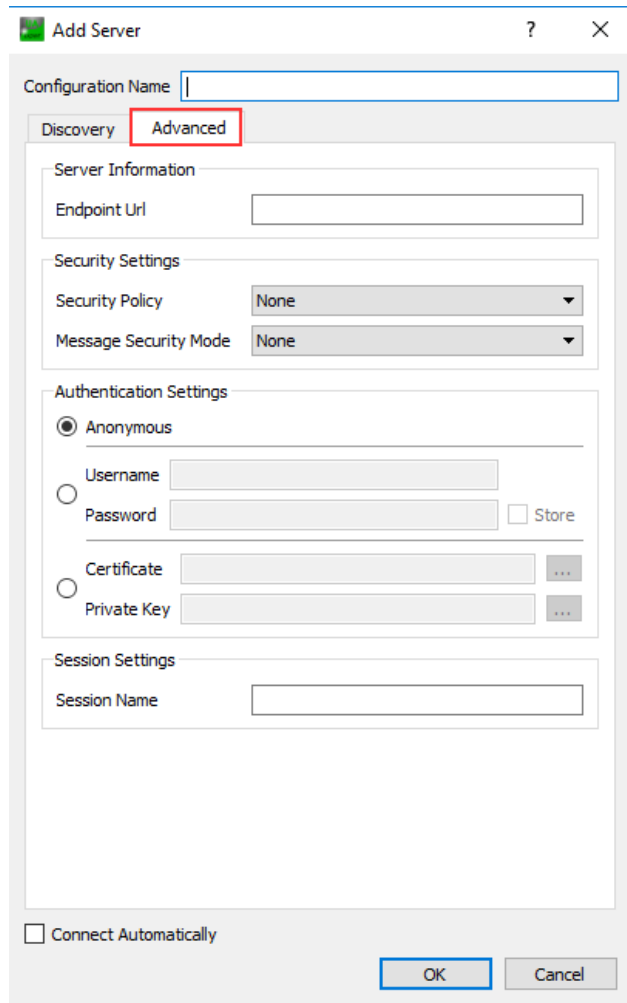 Add Server
?
Configuration Name
Discovery Advanced
Server Information
Endpoint Url
Security Settings
Security Policy None
Message Security Mode None
Authentication Settings
Anonymous
Username
Password Store
Certificate ...
Private Key ...
Session Settings
Session Name
Connect Automatically
OK Cancel